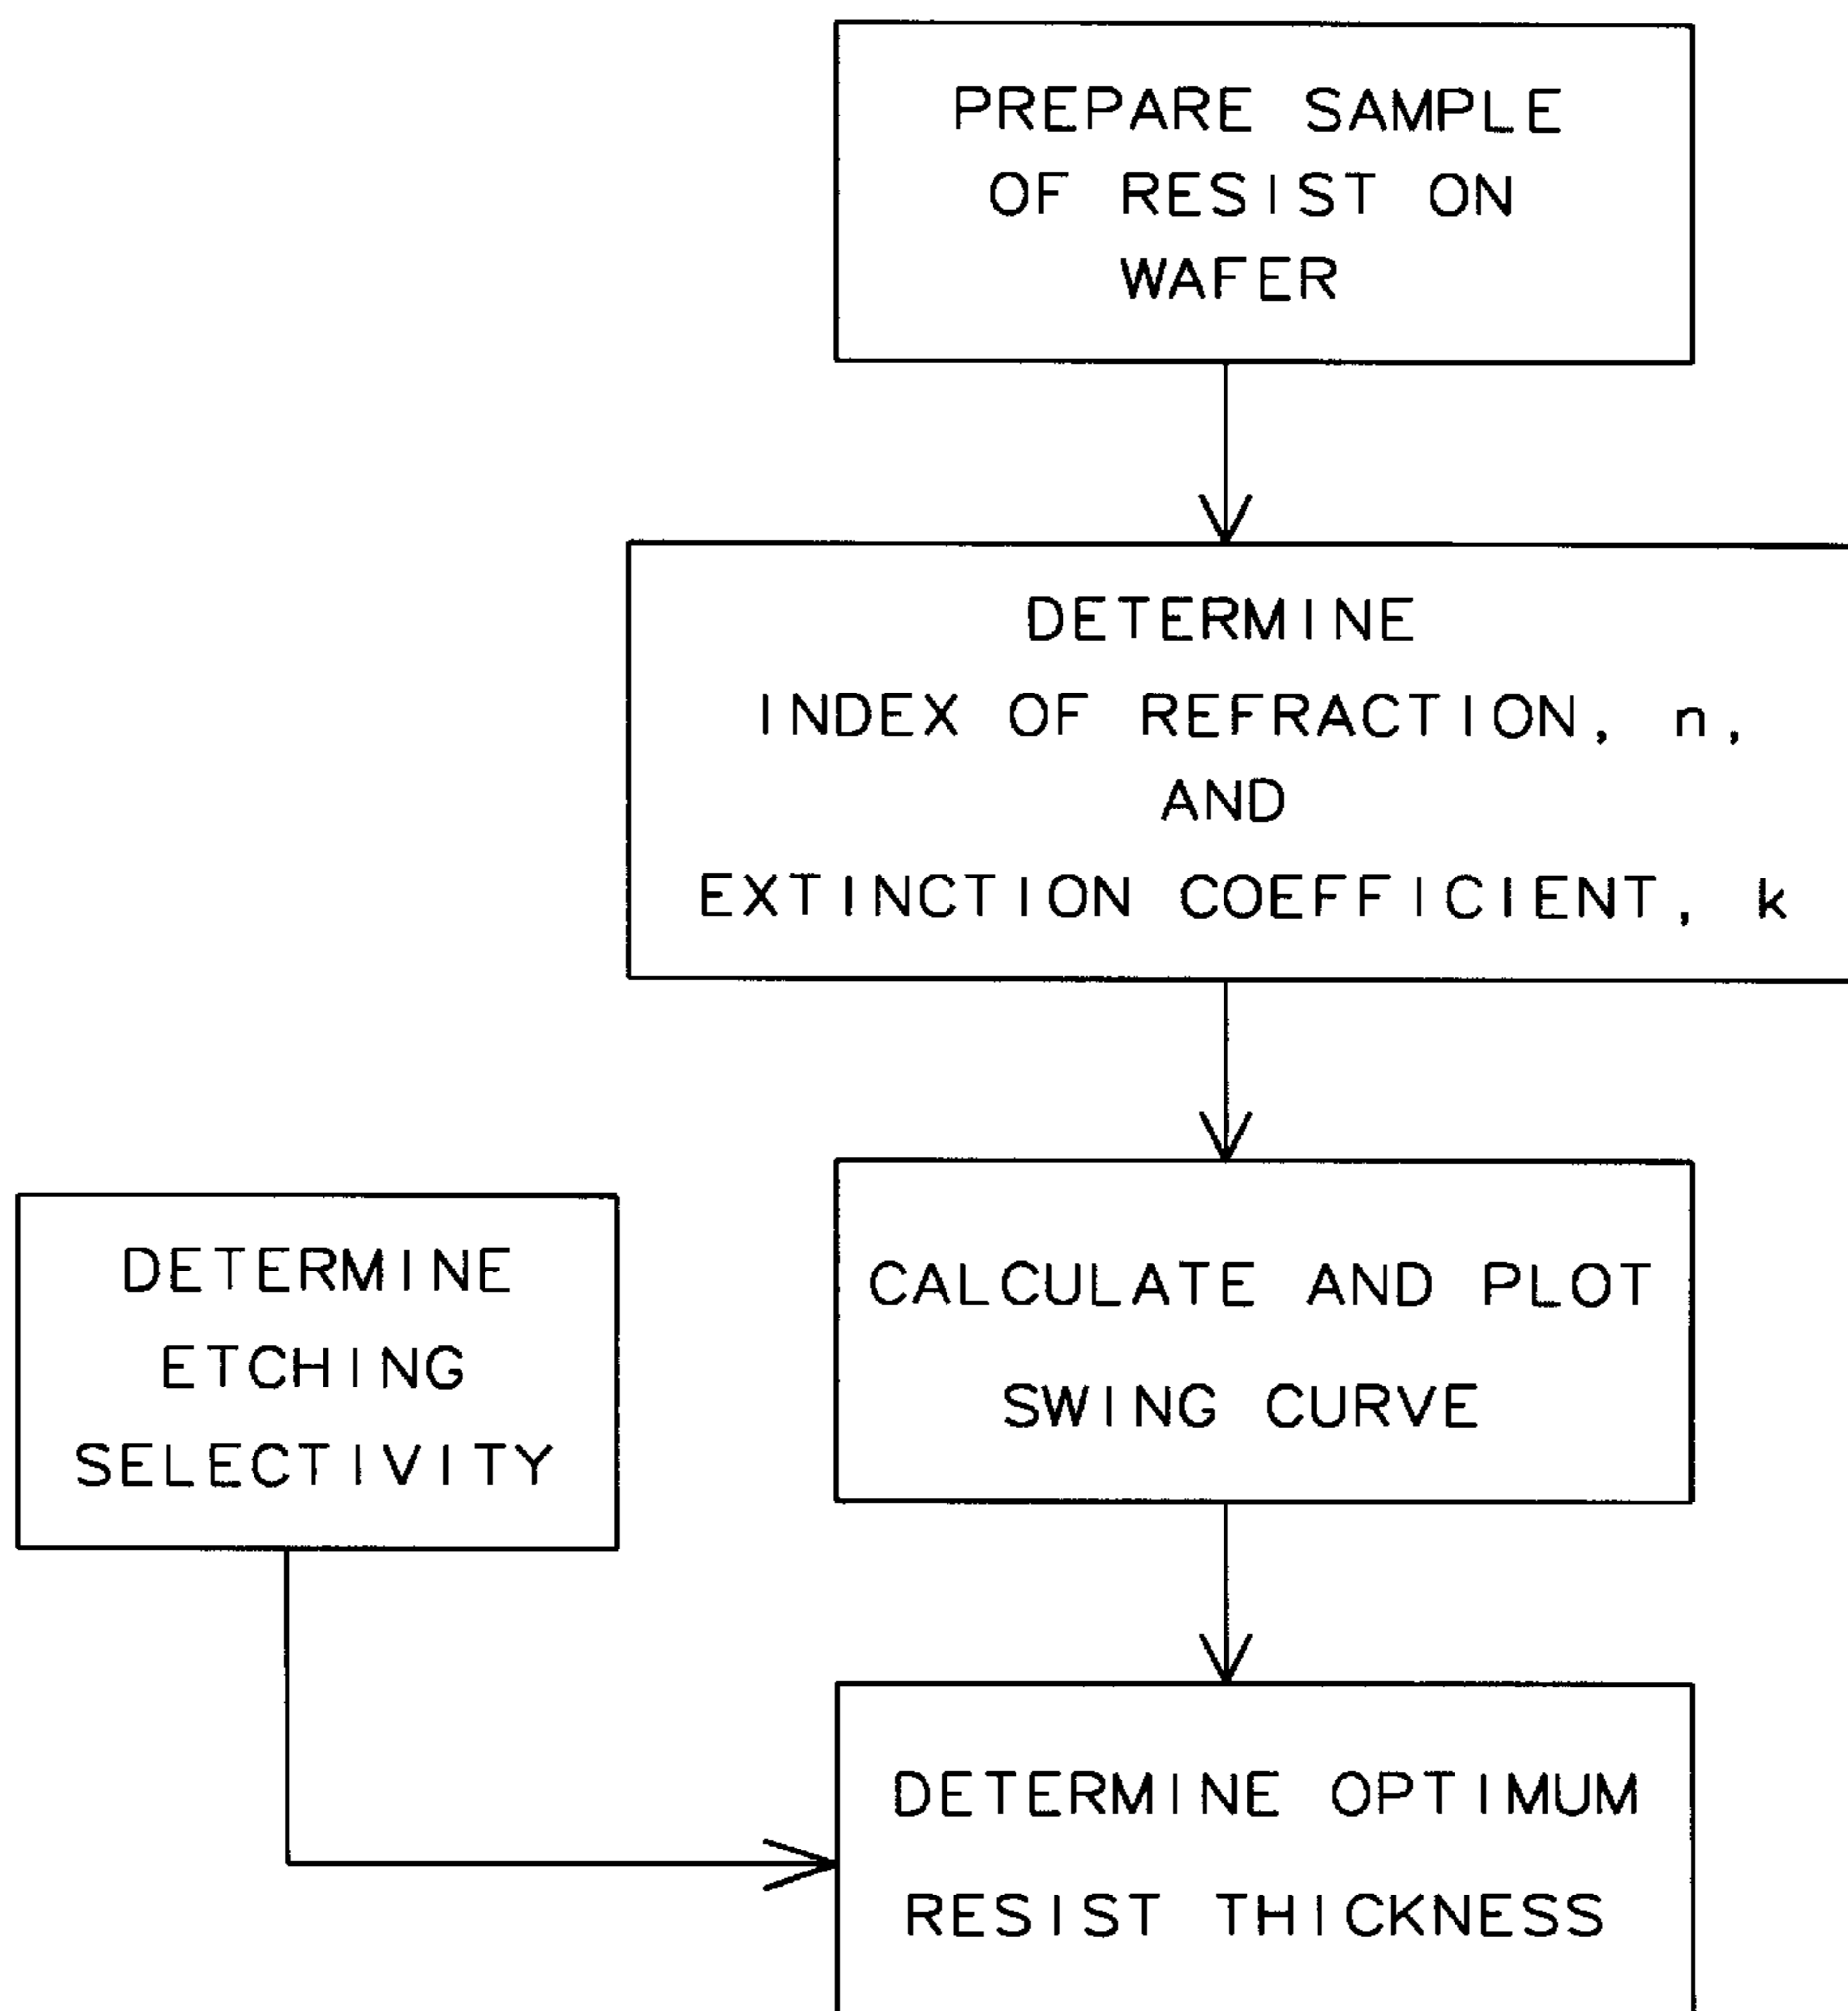 PREPARE SAMPLE
OF RESIST ON
WAFER
DETERMINE
INDEX OF REFRACTION, n,
AND
EXTINCTION COEFFICIENT, k
DETERMINE
ETCHING
SELECTIVITY
CALCULATE AND PLOT
SWING CURVE
DETERMINE OPTIMUM
RESIST THICKNESS